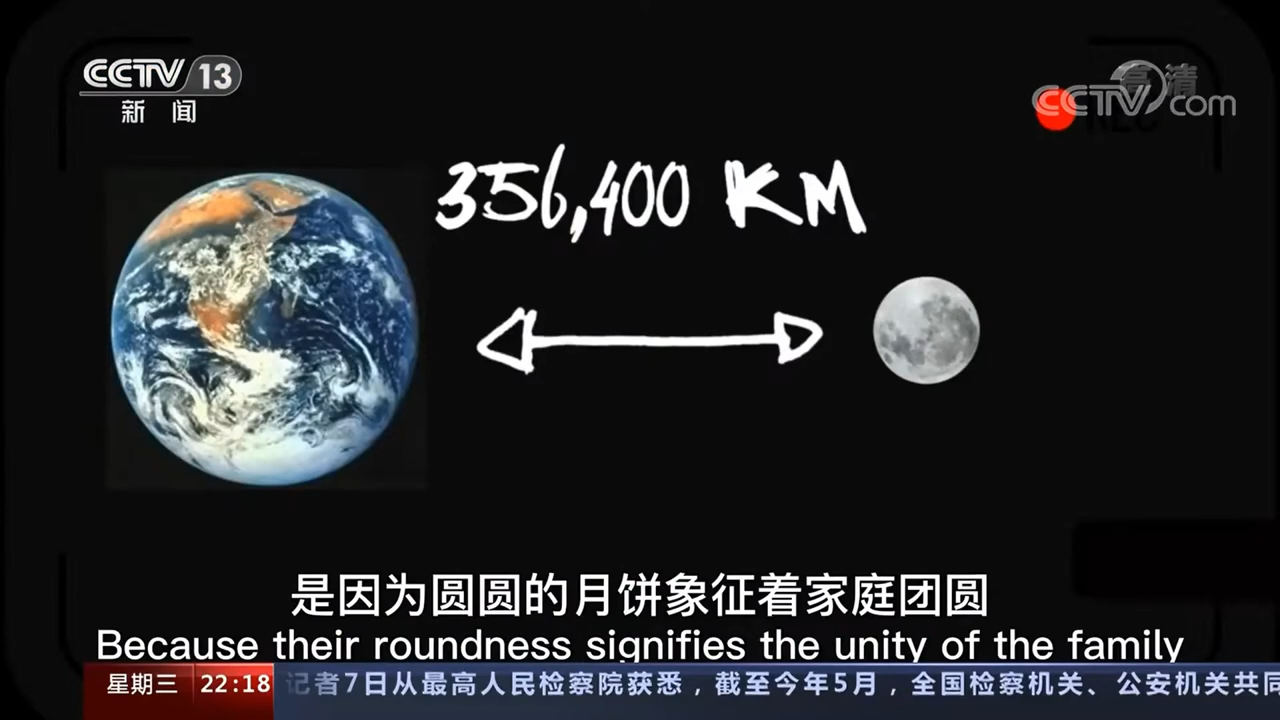 CCTV 13
新闻
高清
CCTV.com
REC
356,400 KM
是因为圆圆的月饼象征着家庭团圆
Because their roundness signifies the unity of the family
星期三 22:18 记者7日从最高人民检察院获悉，截至今年5月，全国检察机关、公安机关共同